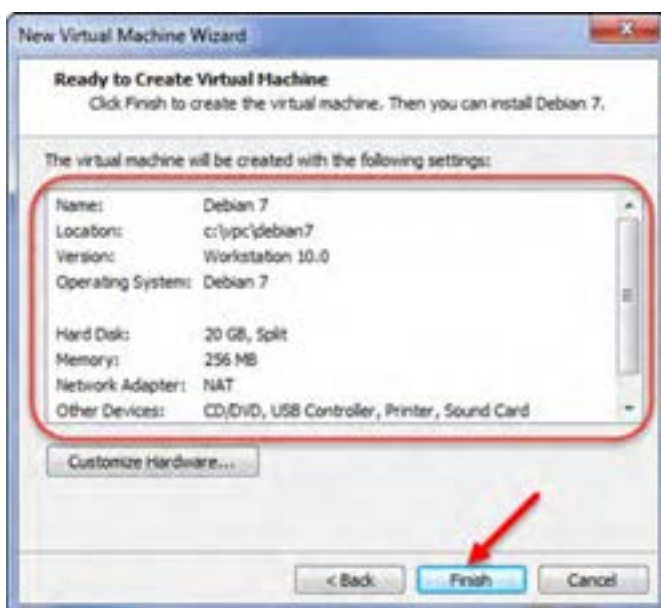 New Virtual Machine Wizard
Ready to Create Virtual Machine
Click Finish to create the virtual machine. Then you can install Debian 7.
The virtual machine will be created with the following settings:
Name: Debian 7
Location: c:\vpc\debian7
Version: Workstation 10.0
Operating System: Debian 7
Hard Disk: 20 GB, Split
Memory: 256 MB
Network Adapter: NAT
Other Devices: CD/DVD, USB Controller, Printer, Sound Card
Customize Hardware...
< Back Finish Cancel